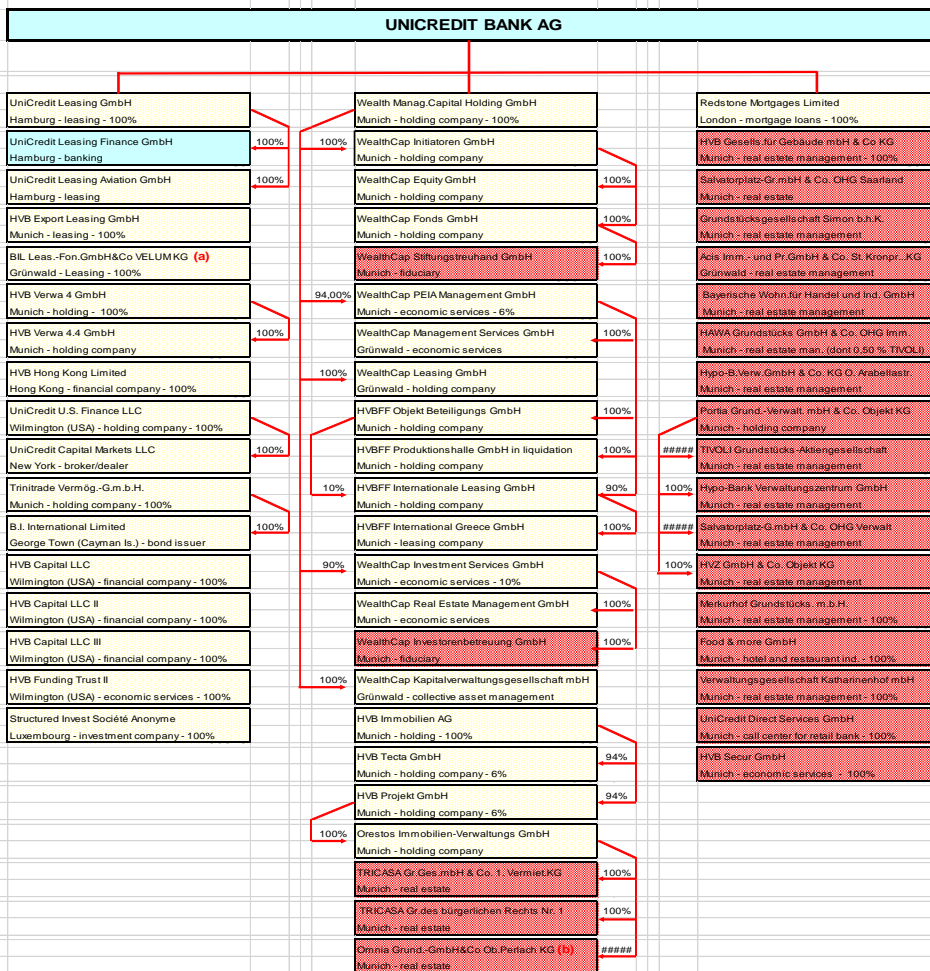 UNICREDIT BANK AG
UniCredit Leasing GmbH
Hamburg - leasing - 100%
UniCredit Leasing Finance GmbH
Hamburg - banking
100%
UniCredit Leasing Aviation GmbH
Hamburg - leasing
100%
HVB Export Leasing GmbH
Munich - leasing - 100%
BIL Leas.-Fon.GmbH&Co VELUM KG (a)
Grünwald - Leasing - 100%
HVB Verwa 4 GmbH
Munich - holding - 100%
HVB Verwa 4.4 GmbH
Munich - holding company
100%
HVB Hong Kong Limited
Hong Kong - financial company - 100%
UniCredit U.S. Finance LLC
Wilmington (USA) - holding company - 100%
UniCredit Capital Markets LLC
New York - broker/dealer
100%
Trinitrade Vermög.-G.m.b.H.
Munich - holding company - 100%
B.I. International Limited
George Town (Cayman Is.) - bond issuer
100%
HVB Capital LLC
Wilmington (USA) - financial company - 100%
HVB Capital LLC II
Wilmington (USA) - financial company - 100%
HVB Capital LLC III
Wilmington (USA) - financial company - 100%
HVB Funding Trust II
Wilmington (USA) - economic services - 100%
Structured Invest Société Anonyme
Luxembourg - investment company - 100%
Wealth Manag.Capital Holding GmbH
Munich - holding company - 100%
100%
WealthCap Initiatoren GmbH
Munich - holding company
WealthCap Equity GmbH
Munich - holding company
100%
WealthCap Fonds GmbH
Munich - holding company
100%
WealthCap Stiftungstreuhand GmbH
Munich - fiduciary
100%
94,00%
WealthCap PEIA Management GmbH
Munich - economic services - 6%
WealthCap Management Services GmbH
Grünwald - economic services
100%
100%
WealthCap Leasing GmbH
Grünwald - holding company
HVBFF Objekt Beteiligungs GmbH
Munich - holding company
100%
HVBFF Produktionshalle GmbH in liquidation
Munich - holding company
100%
10%
HVBFF Internationale Leasing GmbH
Munich - holding company
90%
HVBFF International Greece GmbH
Munich - leasing company
100%
90%
WealthCap Investment Services GmbH
Munich - economic services - 10%
WealthCap Real Estate Management GmbH
Munich - economic services
100%
WealthCap Investorenbetreuung GmbH
Munich - fiduciary
100%
100%
WealthCap Kapitalverwaltungsgesellschaft mbH
Grünwald - collective asset management
HVB Immobilien AG
Munich - holding - 100%
HVB Tecta GmbH
Munich - holding company - 6%
94%
HVB Projekt GmbH
Munich - holding company - 6%
94%
100%
Orestos Immobilien-Verwaltungs GmbH
Munich - holding company
TRICASA Gr.Ges.mbH & Co. 1. Vermiet.KG
Munich - real estate
100%
TRICASA Gr.des bürgerlichen Rechts Nr. 1
Munich - real estate
100%
Omnia Grund.-GmbH&Co Ob.Perlach KG (b)
Munich - real estate
#####
Redstone Mortgages Limited
London - mortgage loans - 100%
HVB Gesells.für Gebäude mbH & Co KG
Munich - real estete management - 100%
Salvatorplatz-Gr.mbH & Co. OHG Saarland
Munich - real estate
Grundstücksgesellschaft Simon b.h.K.
Munich - real estate management
Acis Imm.- und Pr.GmbH & Co. St. Kronpr...KG
Grünwald - real estate management
Bayerische Wohn.für Handel und Ind. GmbH
Munich - real estate management
HAWA Grundstücks GmbH & Co. OHG Imm.
Munich - real estate man. (dont 0,50 % TIVOLI)
Hypo-B.Verw.GmbH & Co. KG O. Arabellastr.
Munich - real estate management
Portia Grund.-Verwalt. mbH & Co. Objekt KG
Munich - holding company
#####
TIVOLI Grundstücks-Aktiengesellschaft
Munich - real estate management
100%
Hypo-Bank Verwaltungszentrum GmbH
Munich - real estate management
#####
Salvatorplatz-G.mbH & Co. OHG Verwalt
Munich - real estate management
100%
HVZ GmbH & Co. Objekt KG
Munich - real estate management
Merkurhof Grundstücks. m.b.H.
Munich - real estate management - 100%
Food & more GmbH
Munich - hotel and restaurant ind. - 100%
Verwaltungsgesellschaft Katharinenhof mbH
Munich - real estate management - 100%
UniCredit Direct Services GmbH
Munich - call center for retail bank - 100%
HVB Secur GmbH
Munich - economic services - 100%